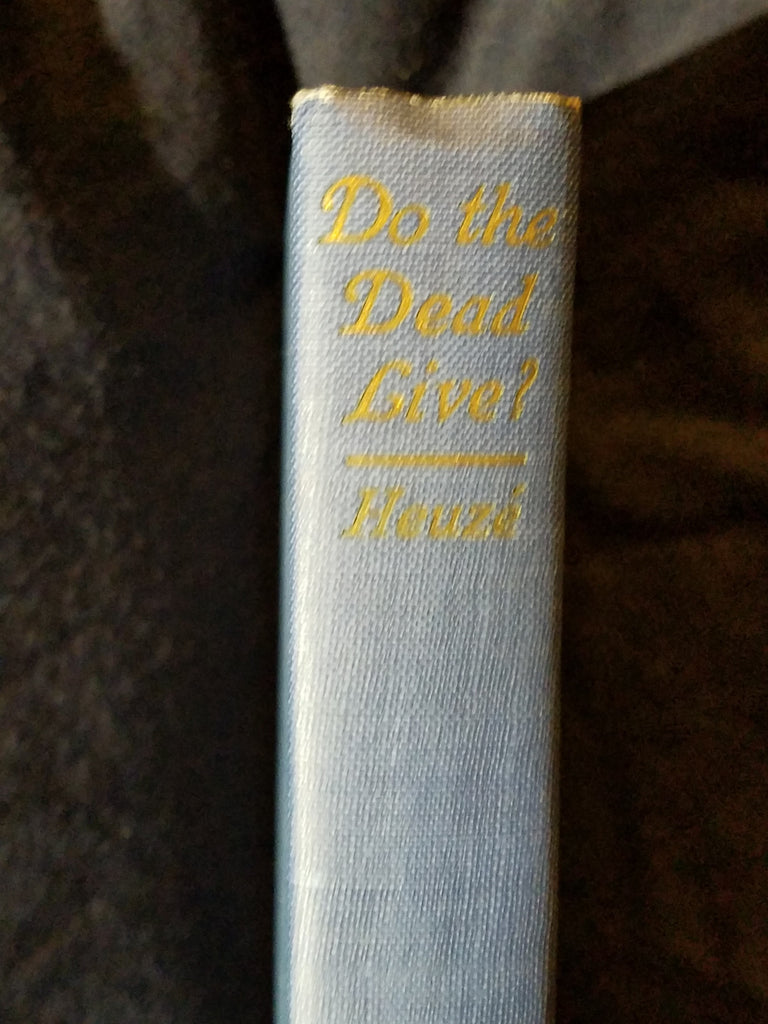 Do the
Dead
Live?
Heuzé